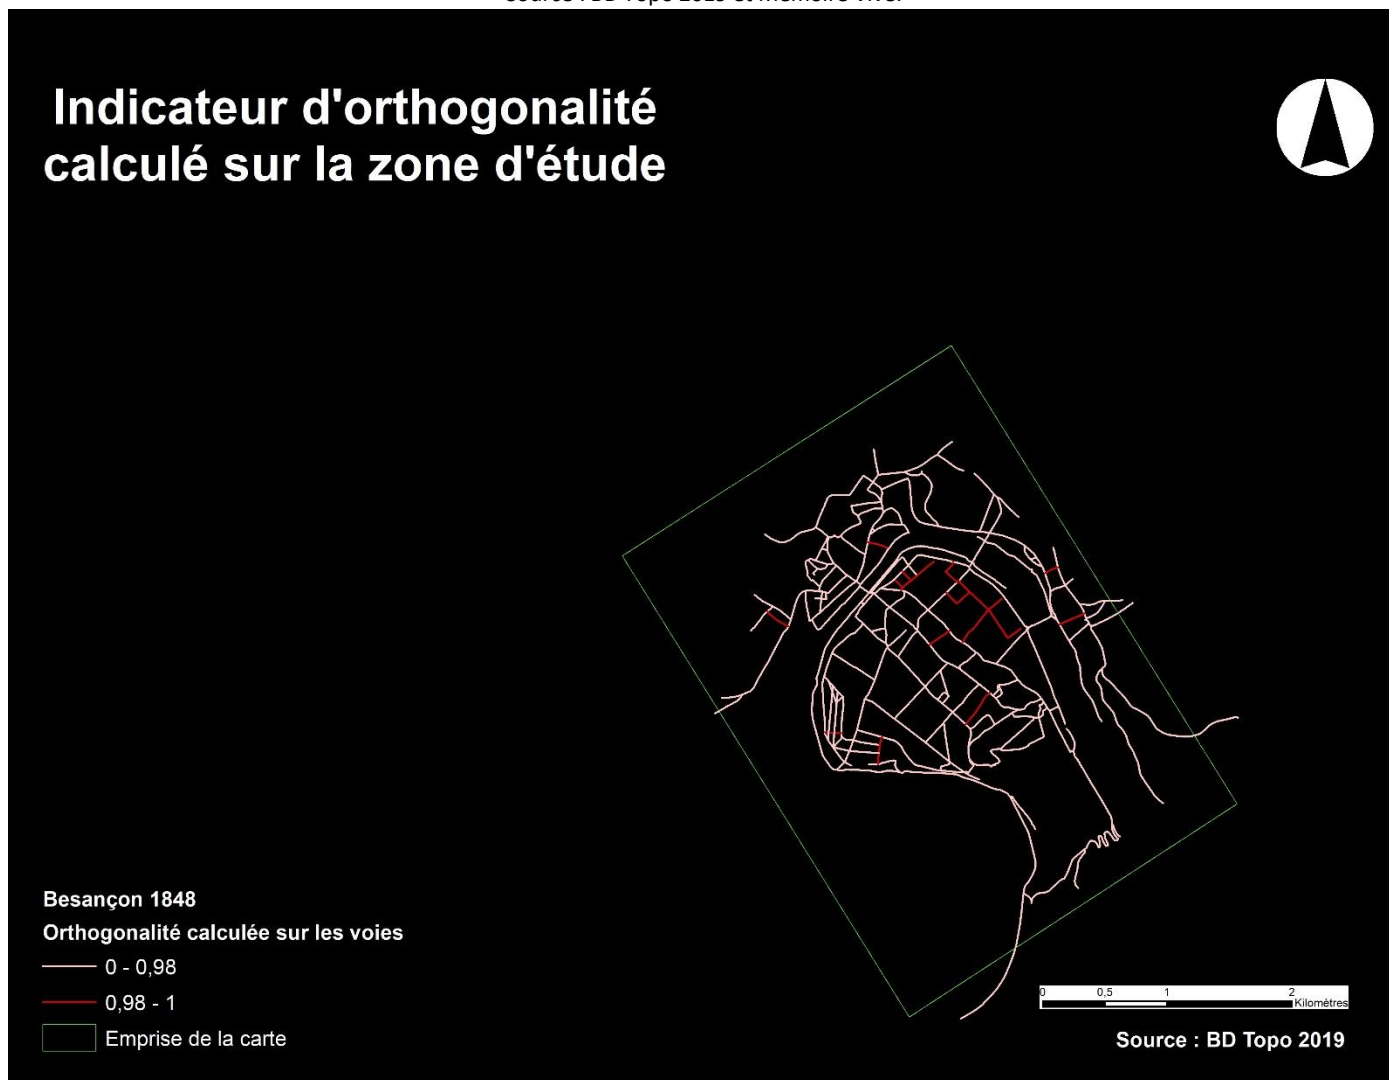 Indicateur d'orthogonalité
calculé sur la zone d'étude
Besançon 1848
Orthogonalité calculée sur les voies
0 - 0,98
0,98 - 1
Emprise de la carte
0 0,5 1 2
Kilomètres
Source : BD Topo 2019